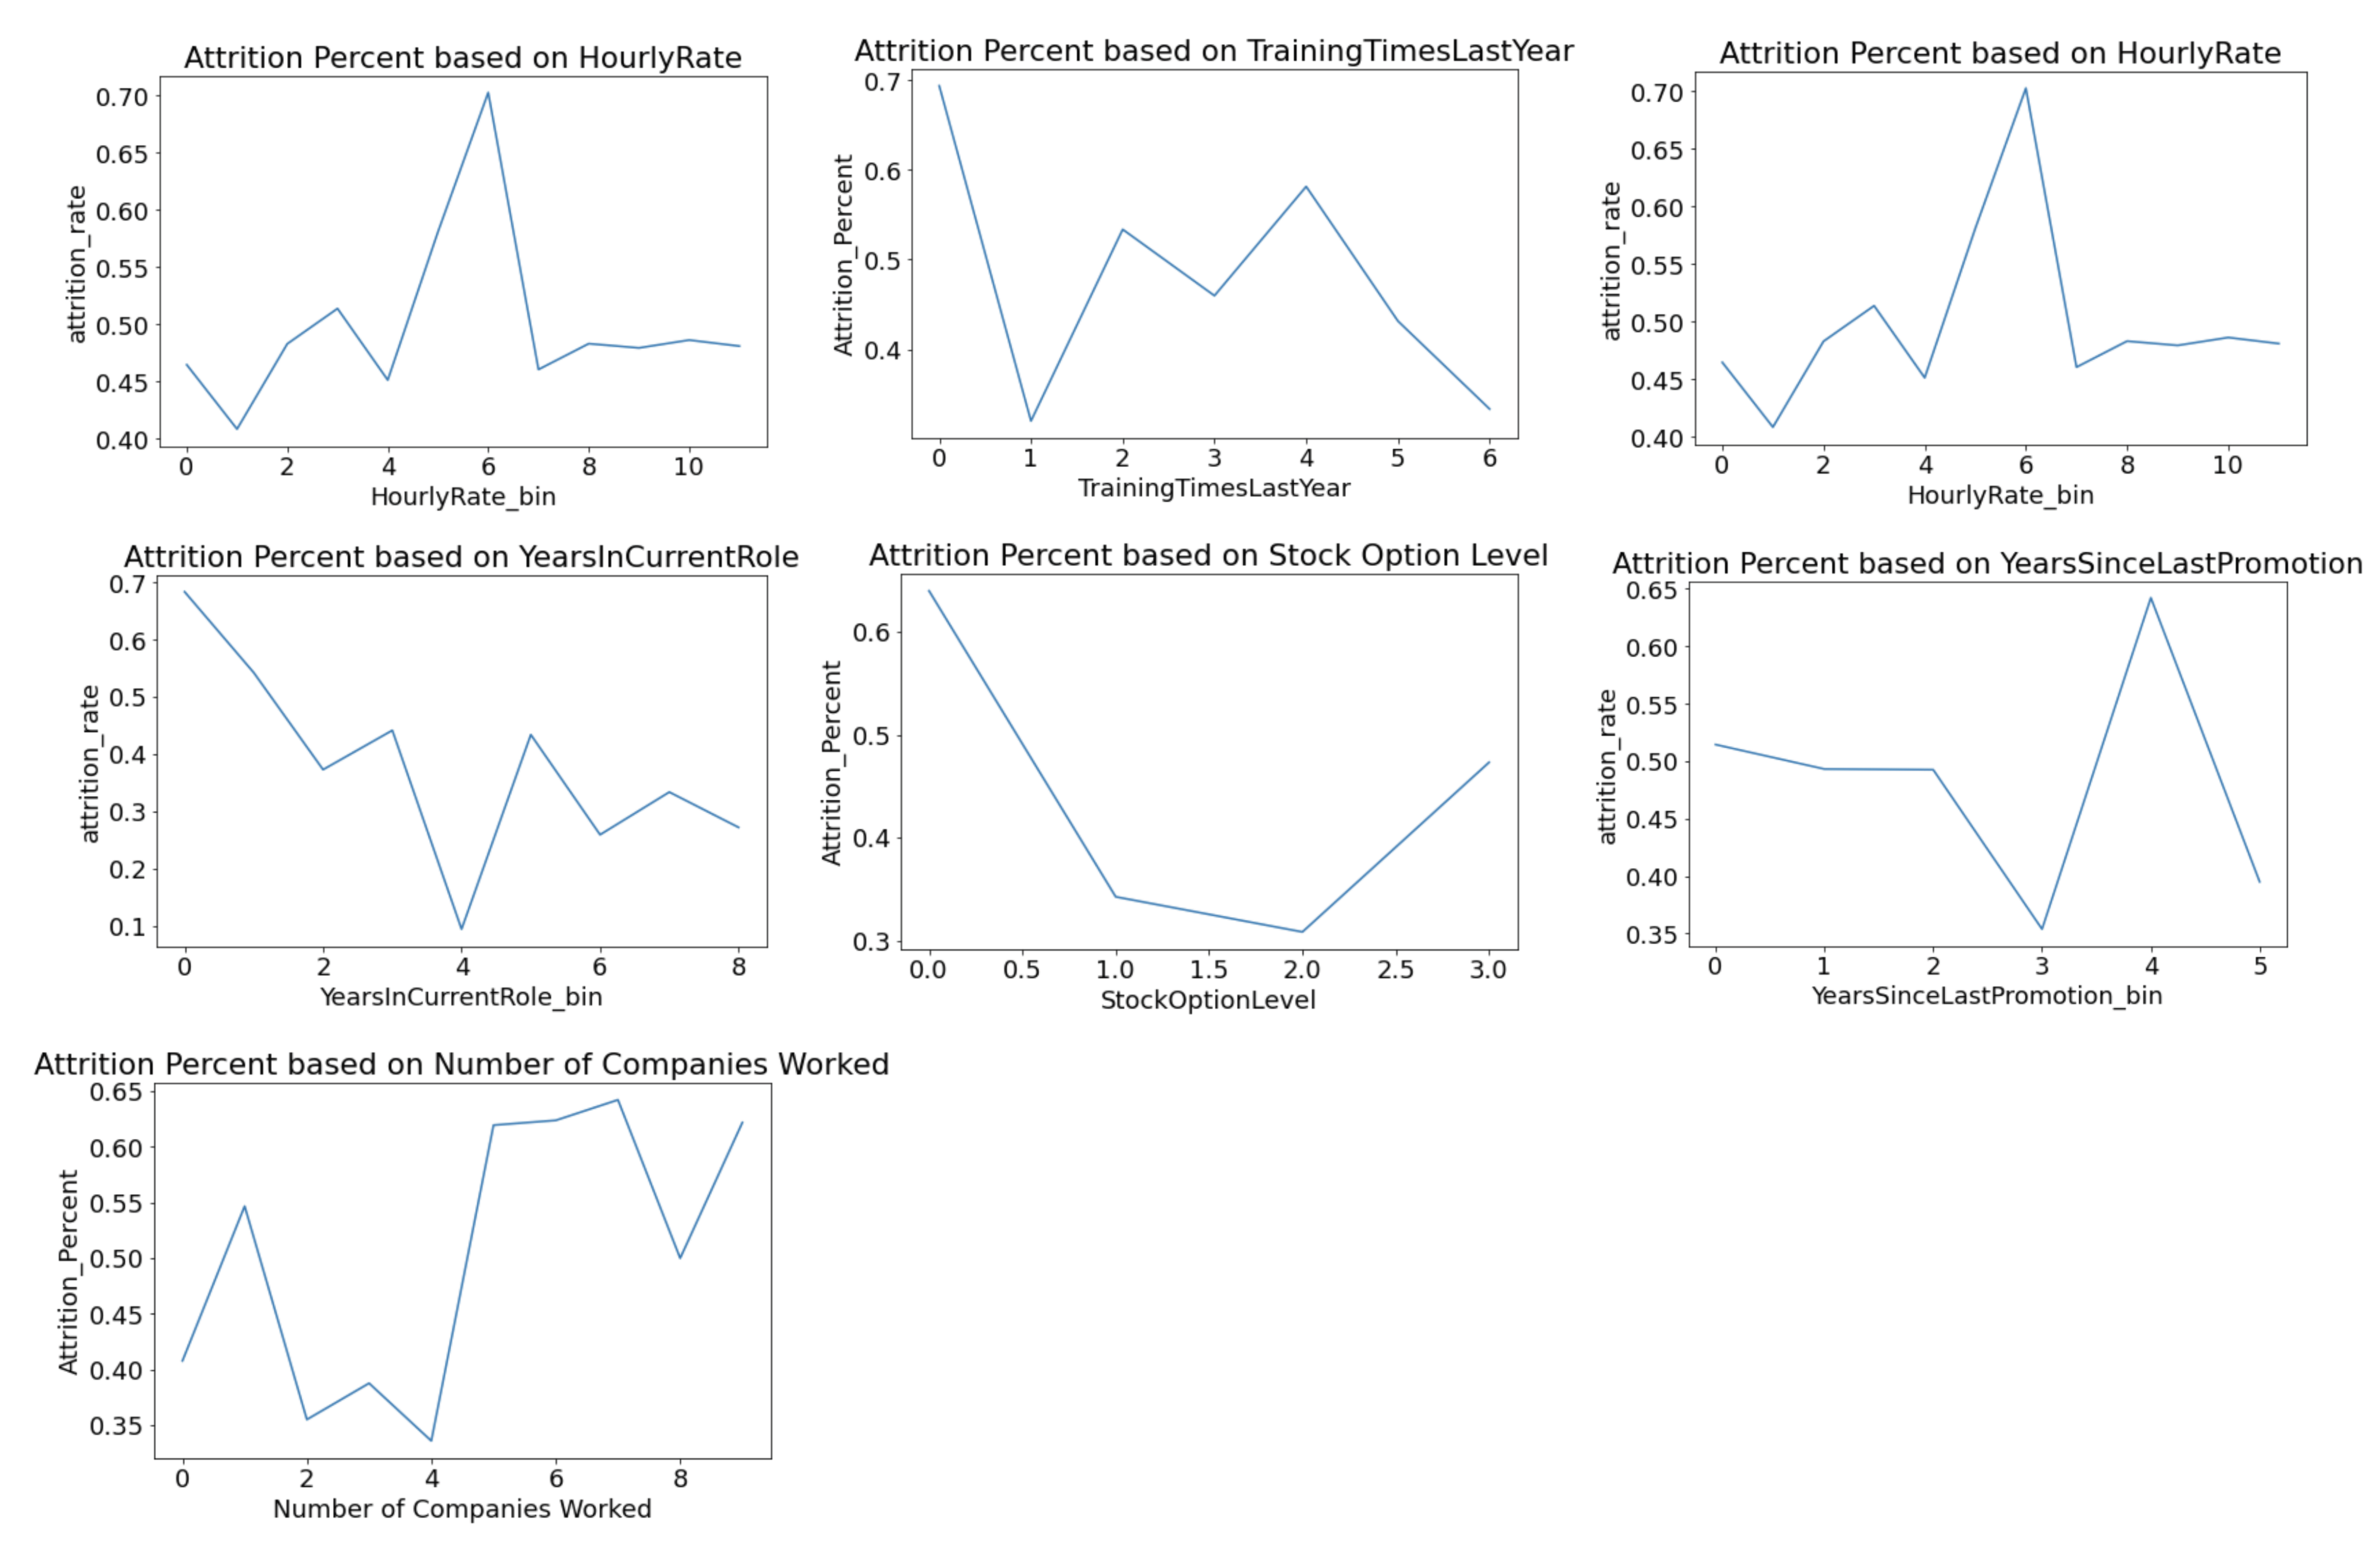 Attrition Percent based on HourlyRate
attrition_rate
0.70
0.65
0.60
0.55
0.50
0.45
0.40
0 2 4 6 8 10
HourlyRate_bin
Attrition Percent based on TrainingTimesLastYear
Attrition_Percent
0.7
0.6
0.5
0.4
0 1 2 3 4 5 6
TrainingTimesLastYear
Attrition Percent based on HourlyRate
attrition_rate
0.70
0.65
0.60
0.55
0.50
0.45
0.40
0 2 4 6 8 10
HourlyRate_bin
Attrition Percent based on YearsInCurrentRole
attrition_rate
0.7
0.6
0.5
0.4
0.3
0.2
0.1
0 2 4 6 8
YearsInCurrentRole_bin
Attrition Percent based on Stock Option Level
Attrition_Percent
0.6
0.5
0.4
0.3
0.0 0.5 1.0 1.5 2.0 2.5 3.0
StockOptionLevel
Attrition Percent based on YearsSinceLastPromotion
attrition_rate
0.65
0.60
0.55
0.50
0.45
0.40
0.35
0 1 2 3 4 5
YearsSinceLastPromotion_bin
Attrition Percent based on Number of Companies Worked
Attrition_Percent
0.65
0.60
0.55
0.50
0.45
0.40
0.35
0 2 4 6 8
Number of Companies Worked